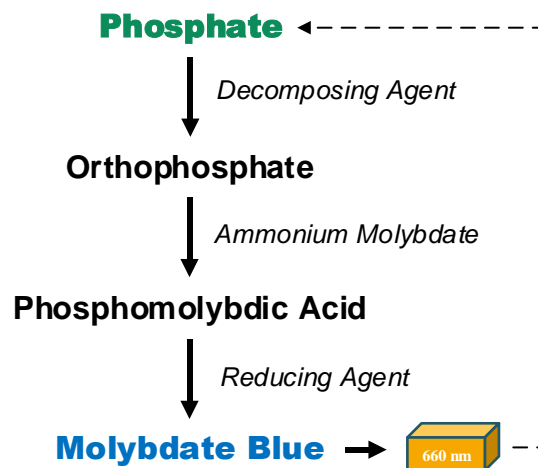 Phosphate
Decomposing Agent
Orthophosphate
Ammonium Molybdate
Phosphomolybdic Acid
Reducing Agent
Molybdate Blue
660 nm